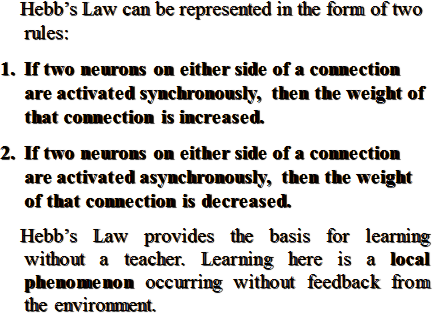 Hebb's Law can be represented in the form of two
rules:
1. If two neurons on either side of a connection
are activated synchronously, then the weight of
that connection is increased.
2. If two neurons on either side of a connection
are activated asynchronously, then the weight
of that connection is decreased.
Hebb's Law provides the basis for learning
without a teacher. Learning here is a local
phenomenon occurring without feedback from
the environment.